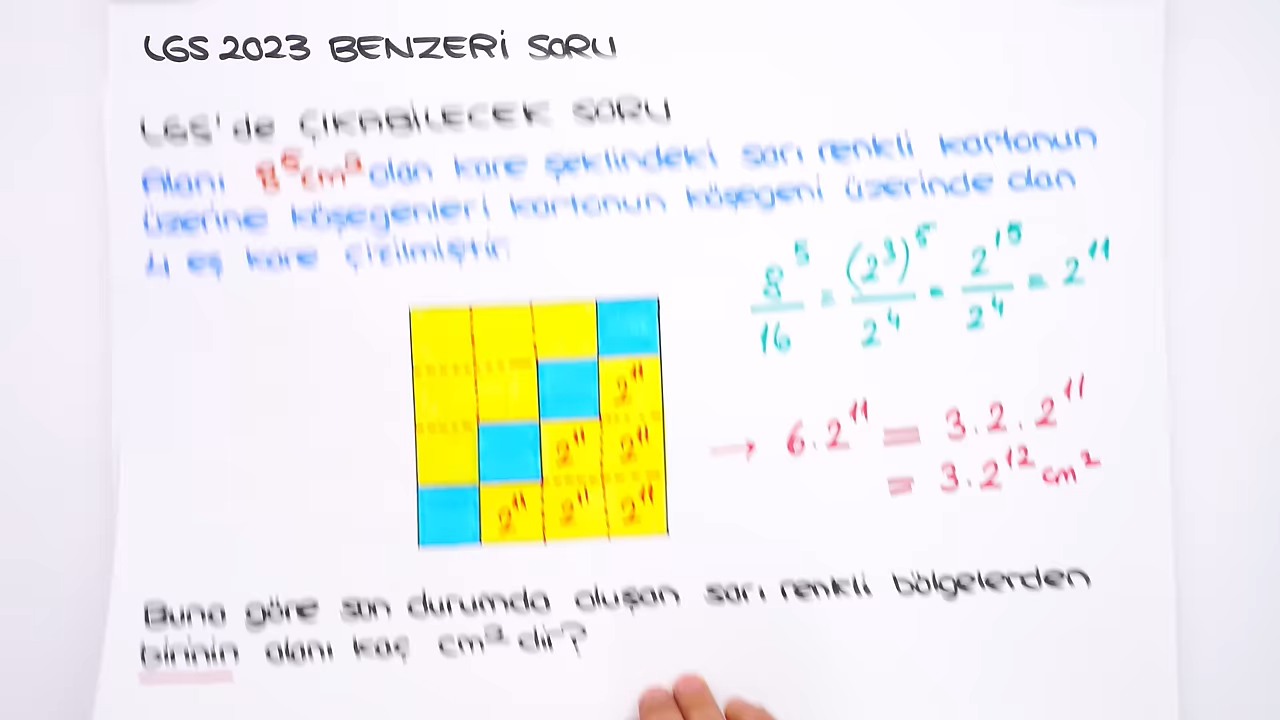 LGS 2023 BENZERİ SORU
LGS'de ÇIKABİLECEK SORU
Alanı 8⁵ cm² olan kare şeklindeki sarı renkli kartonun
üzerine köşegenleri kartonun köşegeni üzerinde olan
4 eş kare çizilmiştir.
8⁵/16 = (2³)⁵/2⁴ = 2¹⁵/2⁴ = 2¹¹
2¹¹
2¹¹ 2¹¹
2¹¹ 2¹¹ 2¹¹
→ 6.2¹¹ = 3.2.2¹¹
= 3.2¹² cm²
Buna göre son durumda oluşan sarı renkli bölgelerden
birinin alanı kaç cm² dir?